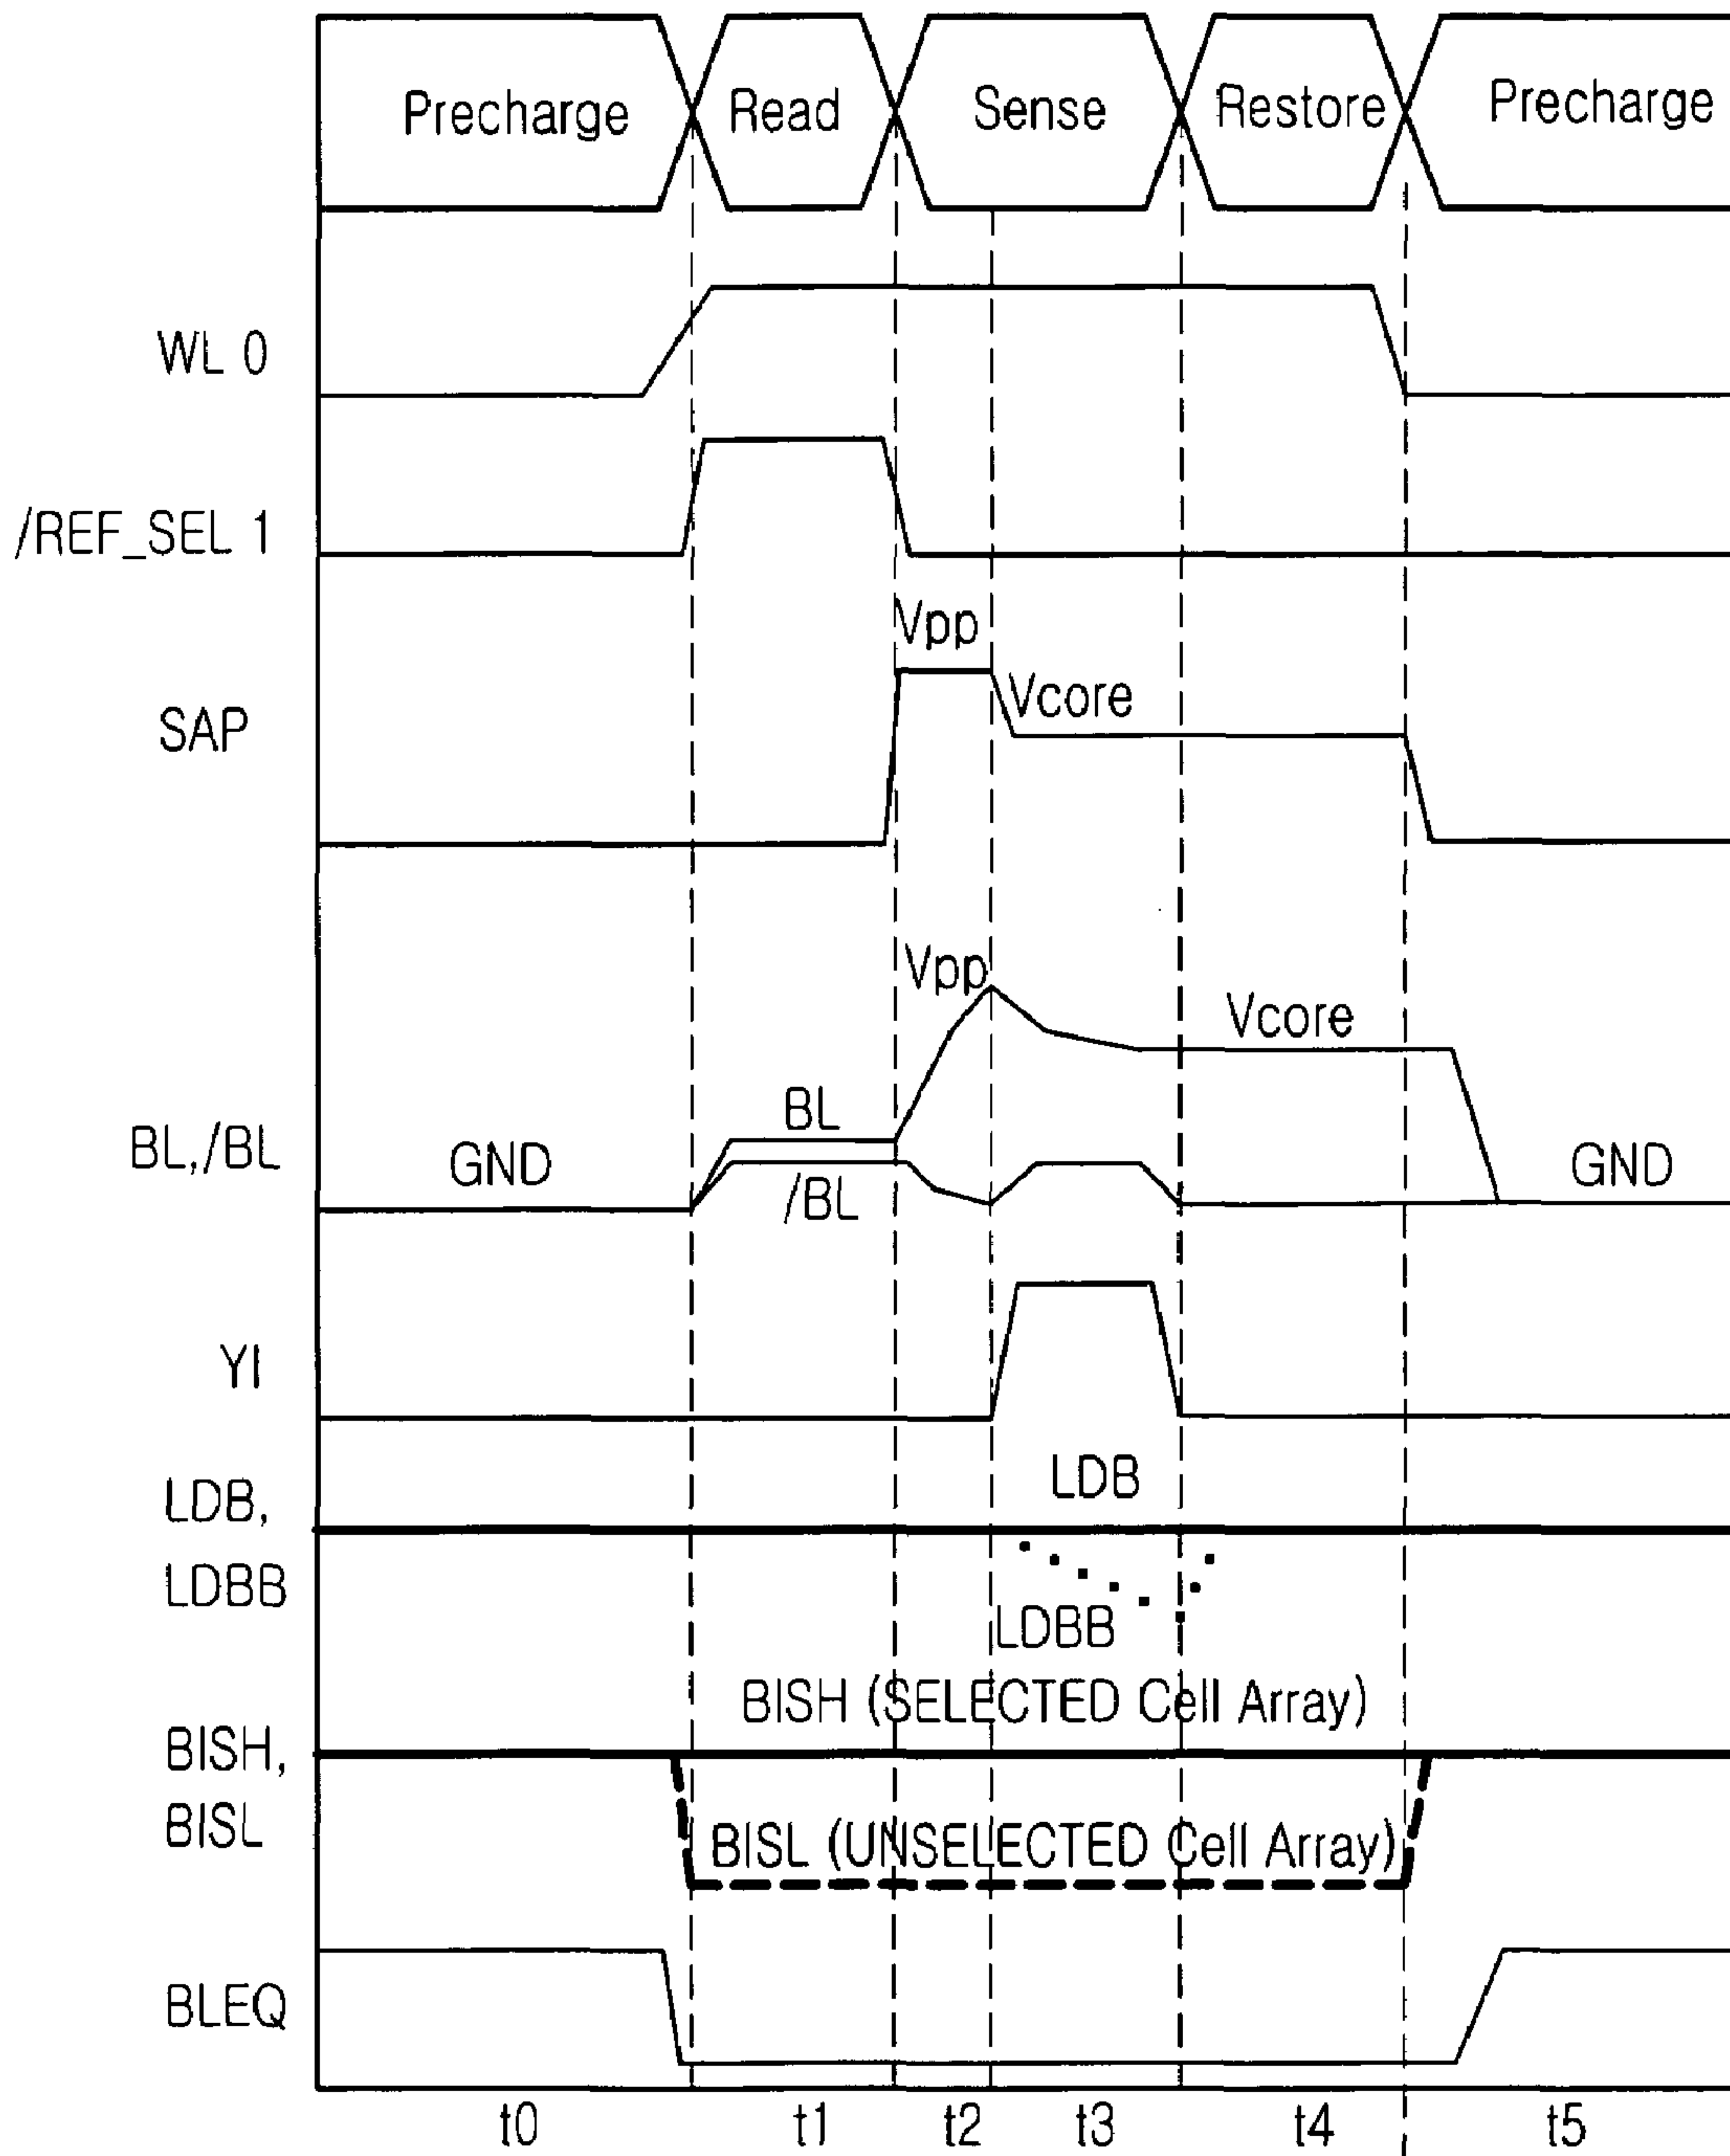 Precharge Read Sense Restore Precharge
WL 0
/REF_SEL 1
Vpp
SAP
Vcore
Vpp
Vcore
BL
BL,/BL
GND
/BL
GND
YI
LDB
LDB,
LDBB
LDBB
BISH (SELECTED Cell Array)
BISH,
BISL
BISL (UNSELECTED Cell Array)
BLEQ
t0 t1 t2 t3 t4 t5